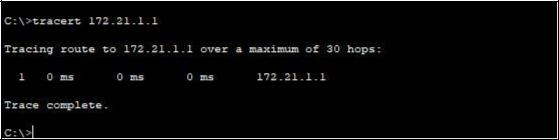 C:\>tracert 172.21.1.1
Tracing route to 172.21.1.1 over a maximum of 30 hops:
1 0 ms 0 ms 0 ms 172.21.1.1
Trace complete.
C:\>